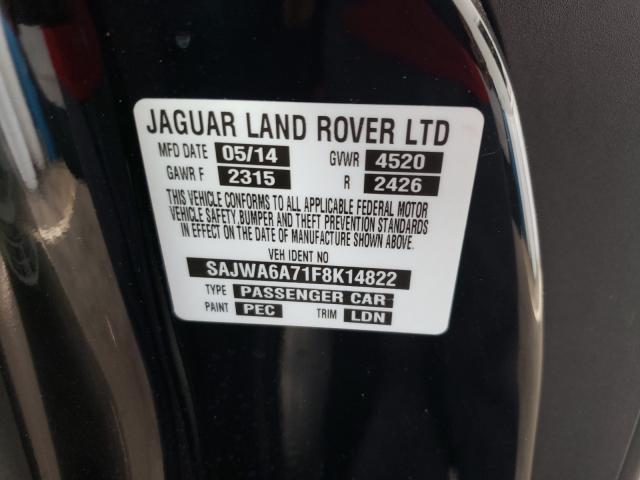 JAGUAR LAND ROVER LTD
MFD DATE 05/14 GVWR 4520
GAWR F 2315 R 2426
THIS VEHICLE CONFORMS TO ALL APPLICABLE FEDERAL MOTOR
VEHICLE SAFETY,BUMPER AND THEFT PREVENTION STANDARDS
IN EFFECT ON THE DATE OF MANUFACTURE SHOWN ABOVE.
VEH IDENT NO
SAJWA6A71F8K14822
TYPE PASSENGER CAR
PAINT PEC TRIM LDN